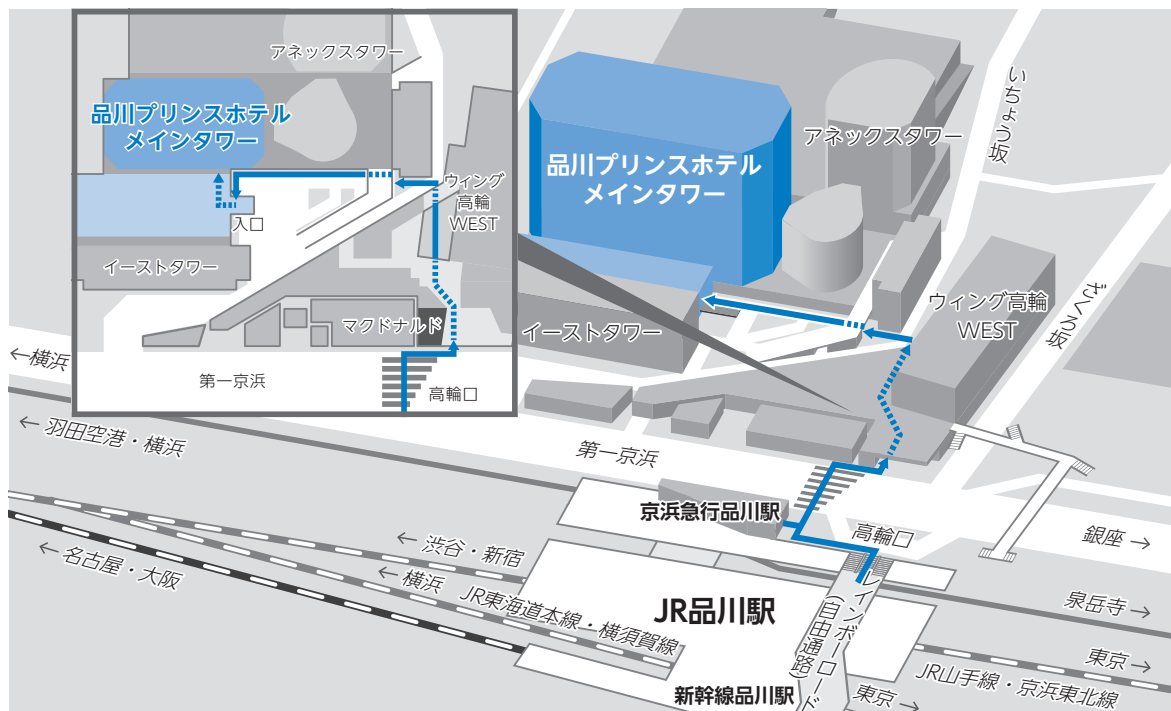 アネックスタワー
品川プリンスホテル
メインタワー
ウィング
高輪
WEST
入口
イーストタワー
マクドナルド
第一京浜
高輪口
品川プリンスホテル
メインタワー
アネックスタワー
いちょう坂
ざくろ坂
ウィング高輪
WEST
イーストタワー
←横浜
← 羽田空港・横浜
第一京浜
京浜急行品川駅
高輪口
銀座 →
← 渋谷・新宿
← 横浜
JR東海道本線・横須賀線
← 名古屋・大阪
JR品川駅
レインボーロード
(自由通路)
泉岳寺 →
東京 →
JR山手線・京浜東北線
新幹線品川駅
東京 →